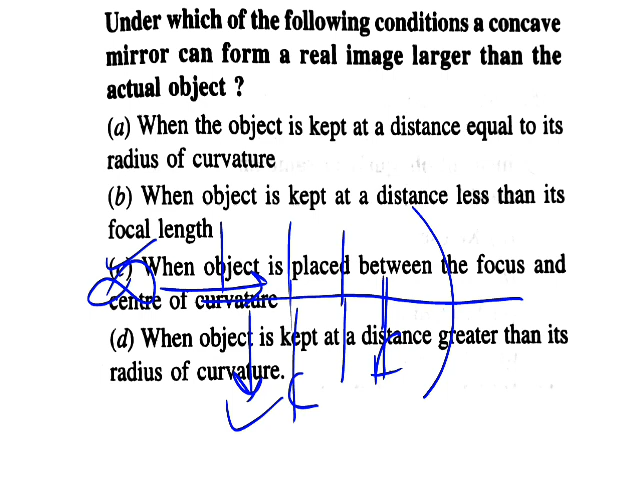 Under which of the following conditions a concave
mirror can form a real image larger than the
actual object ?
(a) When the object is kept at a distance equal to its
radius of curvature
(b) When object is kept at a distance less than its
focal length
(c) When object is placed between the focus and
centre of curvature
(d) When object is kept at a distance greater than its
radius of curvature.